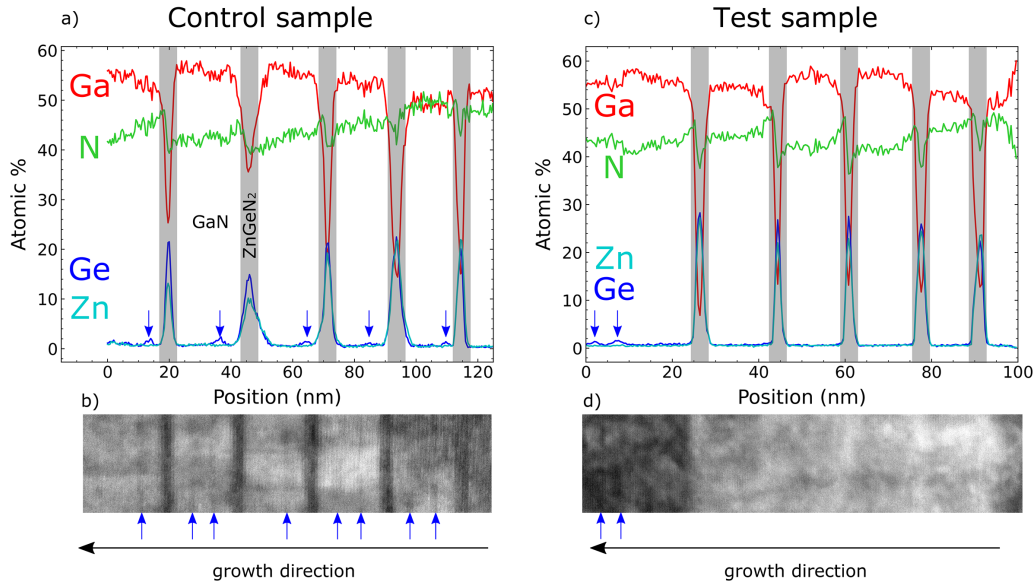 Control sample
Test sample
a)
c)
60
50
40
30
20
10
0
Atomic %
Ga
N
Ge
Zn
GaN
ZnGeN₂
0 20 40 60 80 100 120
Position (nm)
60
50
40
30
20
10
0
Atomic %
Ga
N
Zn
Ge
0 20 40 60 80 100
Position (nm)
b)
d)
growth direction
growth direction